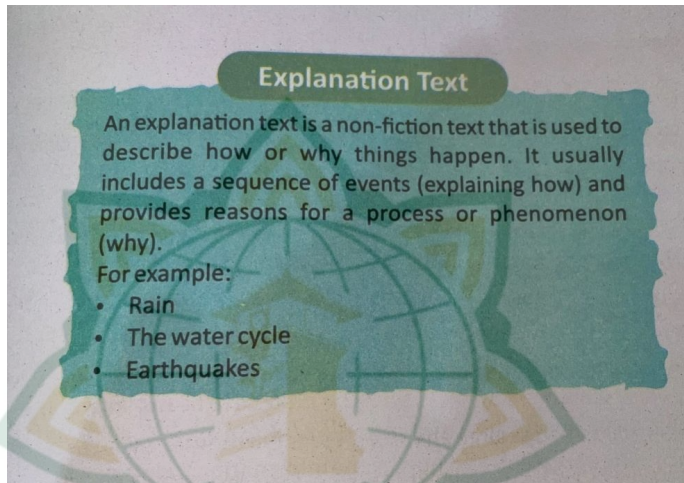 Explanation Text
An explanation text is a non-fiction text that is used to
describe how or why things happen. It usually
includes a sequence of events (explaining how) and
provides reasons for a process or phenomenon
(why).
For example:
• Rain
• The water cycle
• Earthquakes